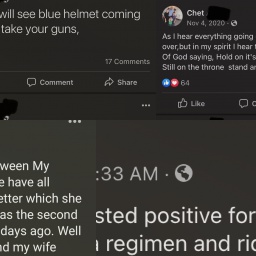 will see blue helmet coming
take your guns,
17 Comments
Comment
Share
Chet
Nov 4, 2020 ·
As I hear everything going
over,but in my spirit I hear t
Of God saying, Hold on it's
Still on the throne stand a
Like
C
ween My
e have all
etter which she
as the second
days ago. Well
nd my wife
:33 AM ·
sted positive for
a regimen and ri